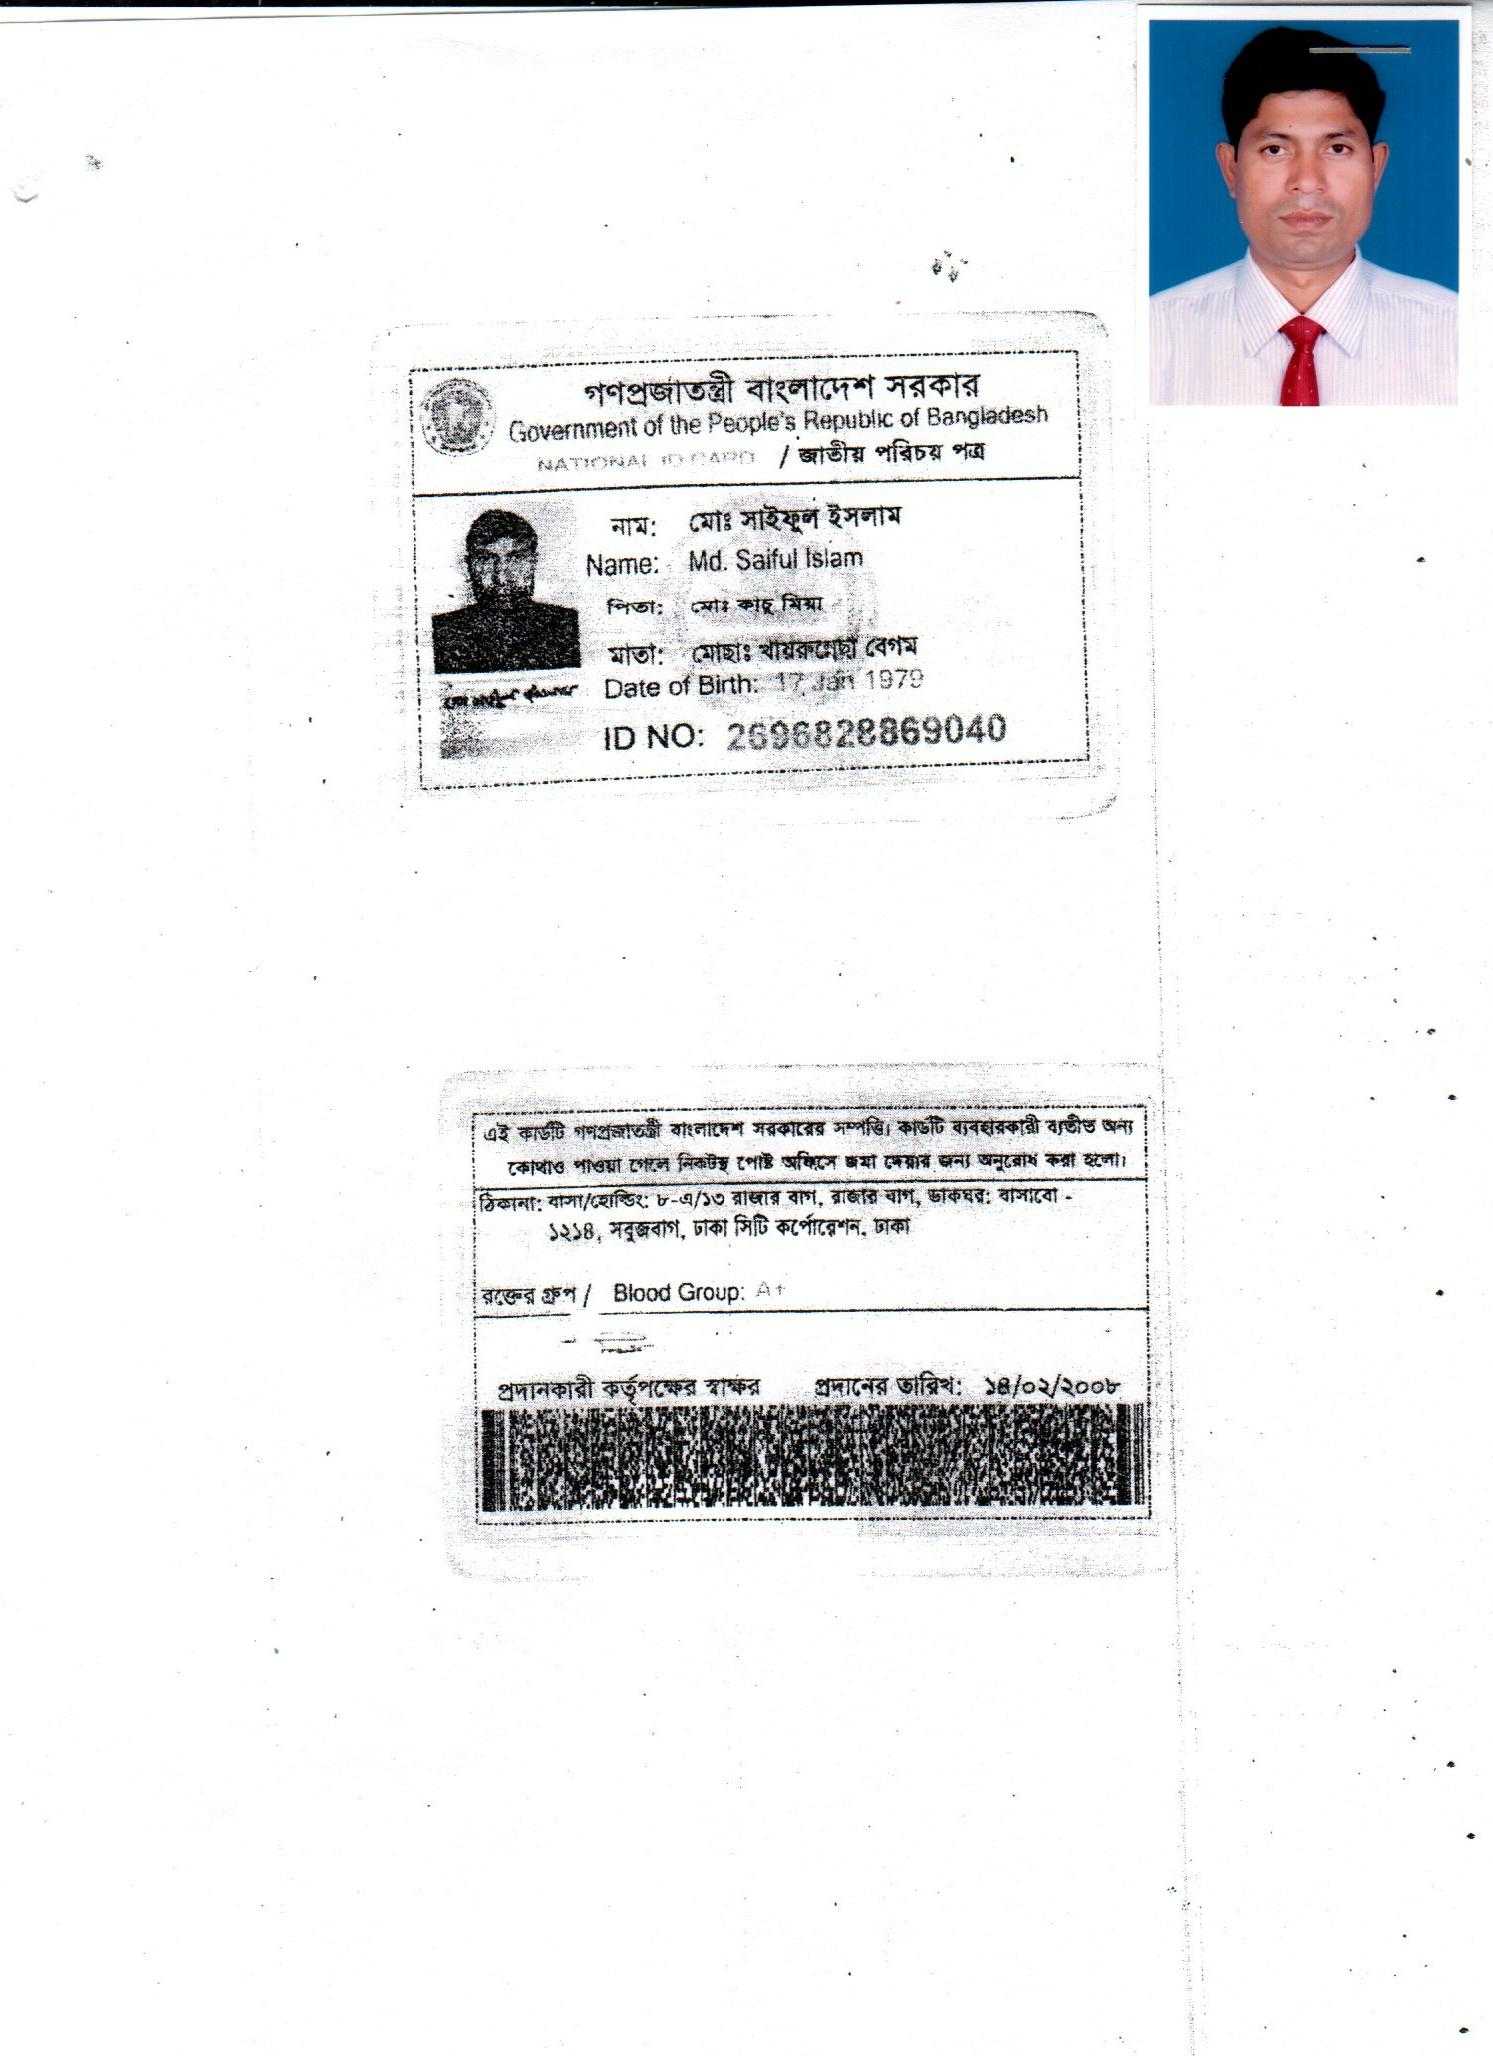 গণপ্রজাতন্ত্রী বাংলাদেশ সরকার
Government of the People's Republic of Bangladesh
NATIONAL ID CARD / জাতীয় পরিচয় পত্র
নাম: মোঃ সাইফুল ইসলাম
Name: Md. Saiful Islam
পিতা: মোঃ কাচু মিয়া
মাতা: মোছাঃ খায়রুন্নেছা বেগম
Date of Birth: 17 Jan 1979
ID NO: 2696828869040
এই কার্ডটি গণপ্রজাতন্ত্রী বাংলাদেশ সরকারের সম্পত্তি। কার্ডটি ব্যবহারকারী ব্যতীত অন্য
কোথাও পাওয়া গেলে নিকটস্থ পোষ্ট অফিসে জমা দেয়ার জন্য অনুরোধ করা হলো।
ঠিকানা: বাসা/হোল্ডিং: ৮-এ/১৩ রাজার বাগ, রাজার বাগ, ডাকঘর: বাসাবো -
১২১৪, সবুজবাগ, ঢাকা সিটি কর্পোরেশন, ঢাকা
রক্তের গ্রুপ / Blood Group: A+
প্রদানকারী কর্তৃপক্ষের স্বাক্ষর প্রদানের তারিখ: ১৪/০২/২০০৮